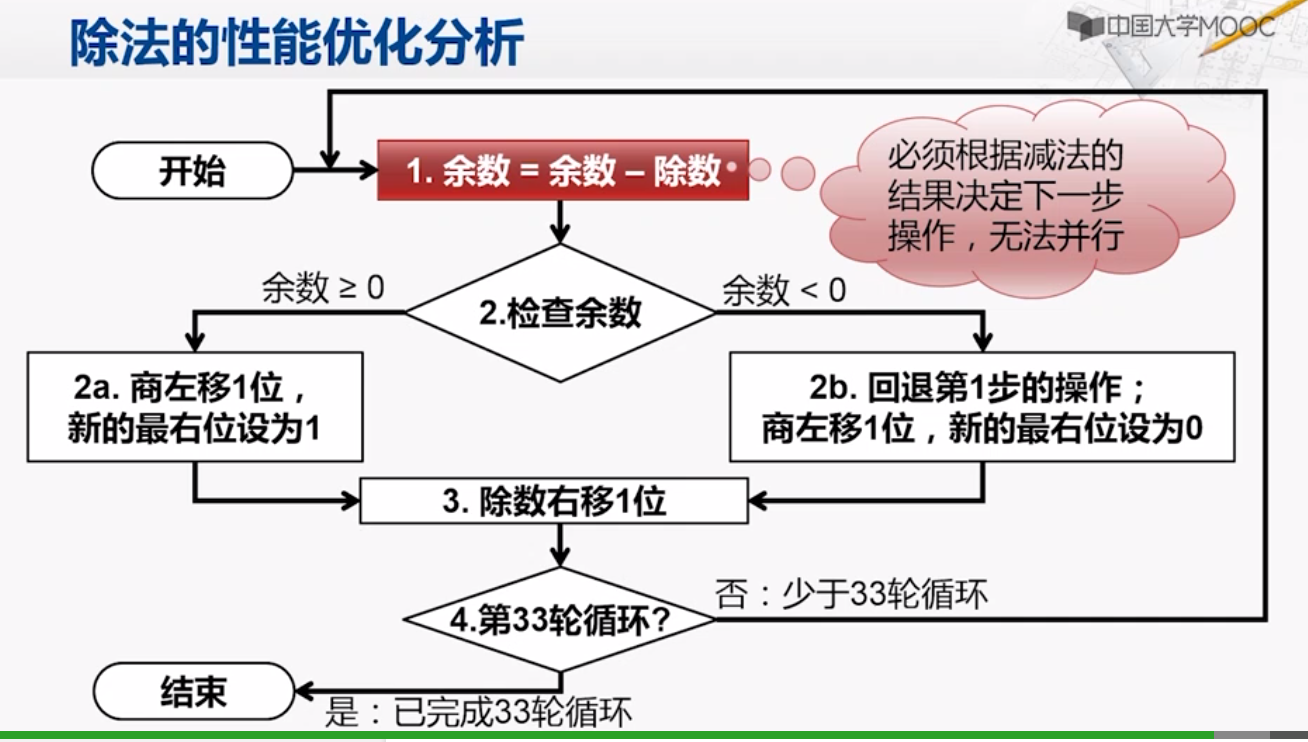 除法的性能优化分析
中国大学MOOC
开始
1. 余数 = 余数 – 除数
必须根据减法的
结果决定下一步
操作，无法并行
余数 ≥ 0
余数 < 0
2.检查余数
2a. 商左移1位，
新的最右位设为1
2b. 回退第1步的操作；
商左移1位，新的最右位设为0
3. 除数右移1位
否：少于33轮循环
4.第33轮循环?
结束
是：已完成33轮循环